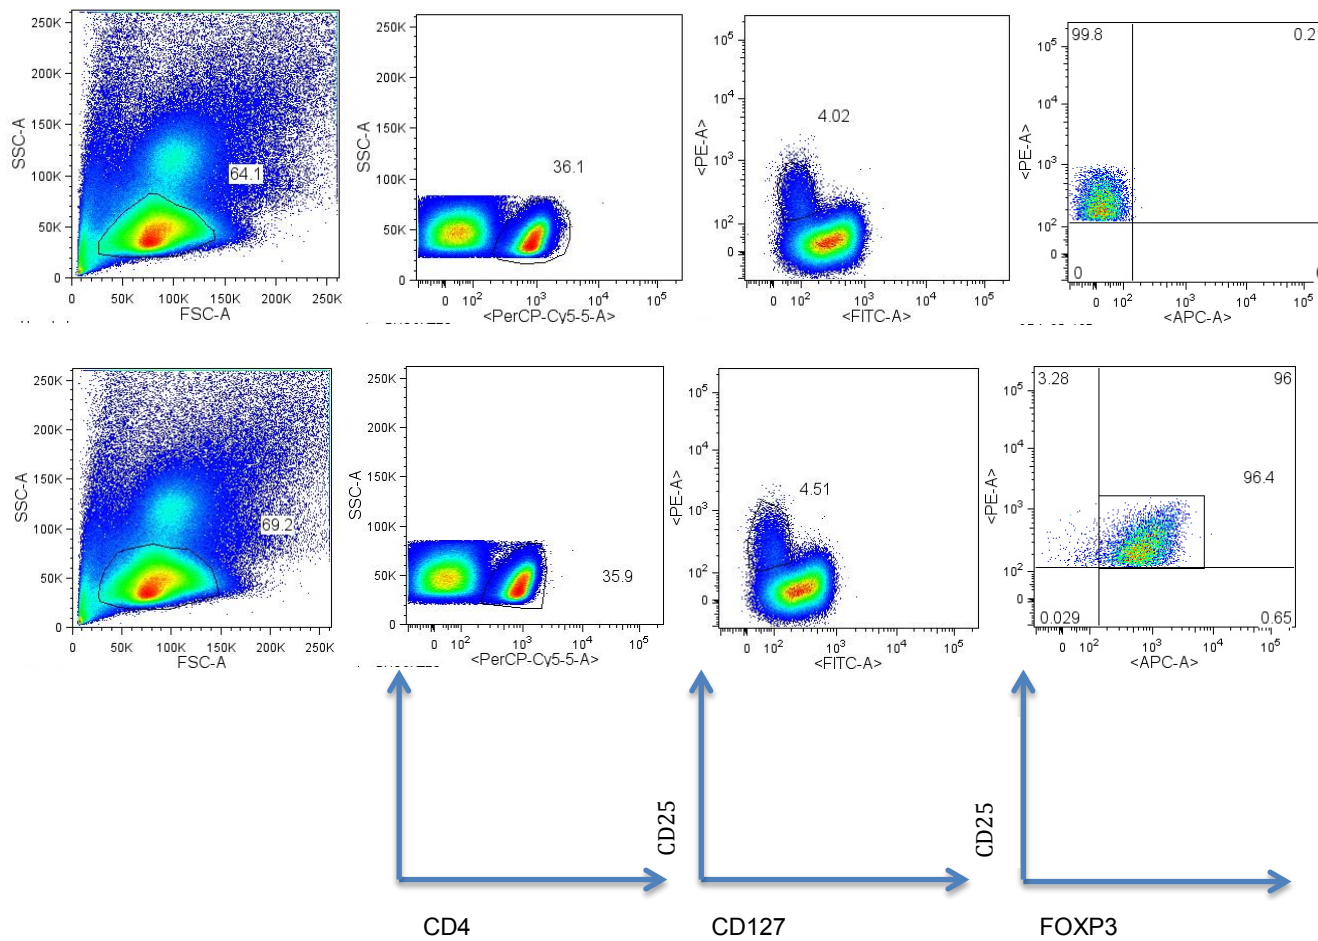 250K
200K
150K
100K
50K
0
SSC-A
64.1
0 50K 100K 150K 200K 250K
FSC-A
250K
200K
150K
100K
50K
0
SSC-A
36.1
10² 10³ 10⁴ 10⁵
<PerCP-Cy5-5-A>
10⁵
10⁴
10³
10²
0
<PE-A>
4.02
0 10² 10³ 10⁴ 10⁵
<FITC-A>
10⁵
10⁴
10³
10²
0
<PE-A>
99.8
0
0 10² 10³ 10⁴ 10⁵
<APC-A>
250K
200K
150K
100K
50K
0
SSC-A
69.2
0 50K 100K 150K 200K 250K
FSC-A
250K
200K
150K
100K
50K
0
SSC-A
35.9
0 10² 10³ 10⁴ 10⁵
<PerCP-Cy5-5-A>
10⁵
10⁴
10³
10²
0
<PE-A>
4.51
0 10² 10³ 10⁴ 10⁵
<FITC-A>
10⁵
10⁴
10³
10²
0
<PE-A>
3.28 96
96.4
0.029 0.65
0 10² 10³ 10⁴ 10⁵
<APC-A>
CD25
CD25
CD4
CD127
FOXP3